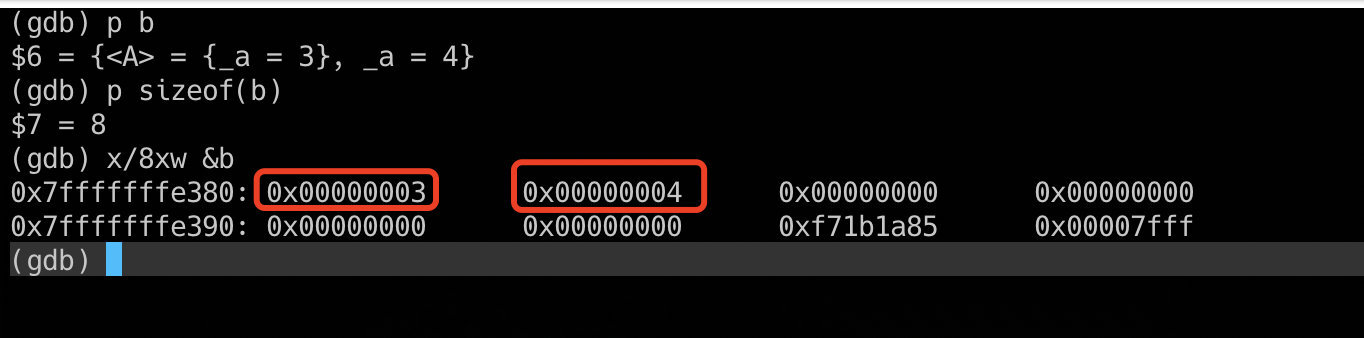 (gdb) p b
$6 = {<A> = {_a = 3}, _a = 4}
(gdb) p sizeof(b)
$7 = 8
(gdb) x/8xw &b
0x7fffffffe380: 0x00000003 0x00000004 0x00000000 0x00000000
0x7fffffffe390: 0x00000000 0x00000000 0xf71b1a85 0x00007fff
(gdb)